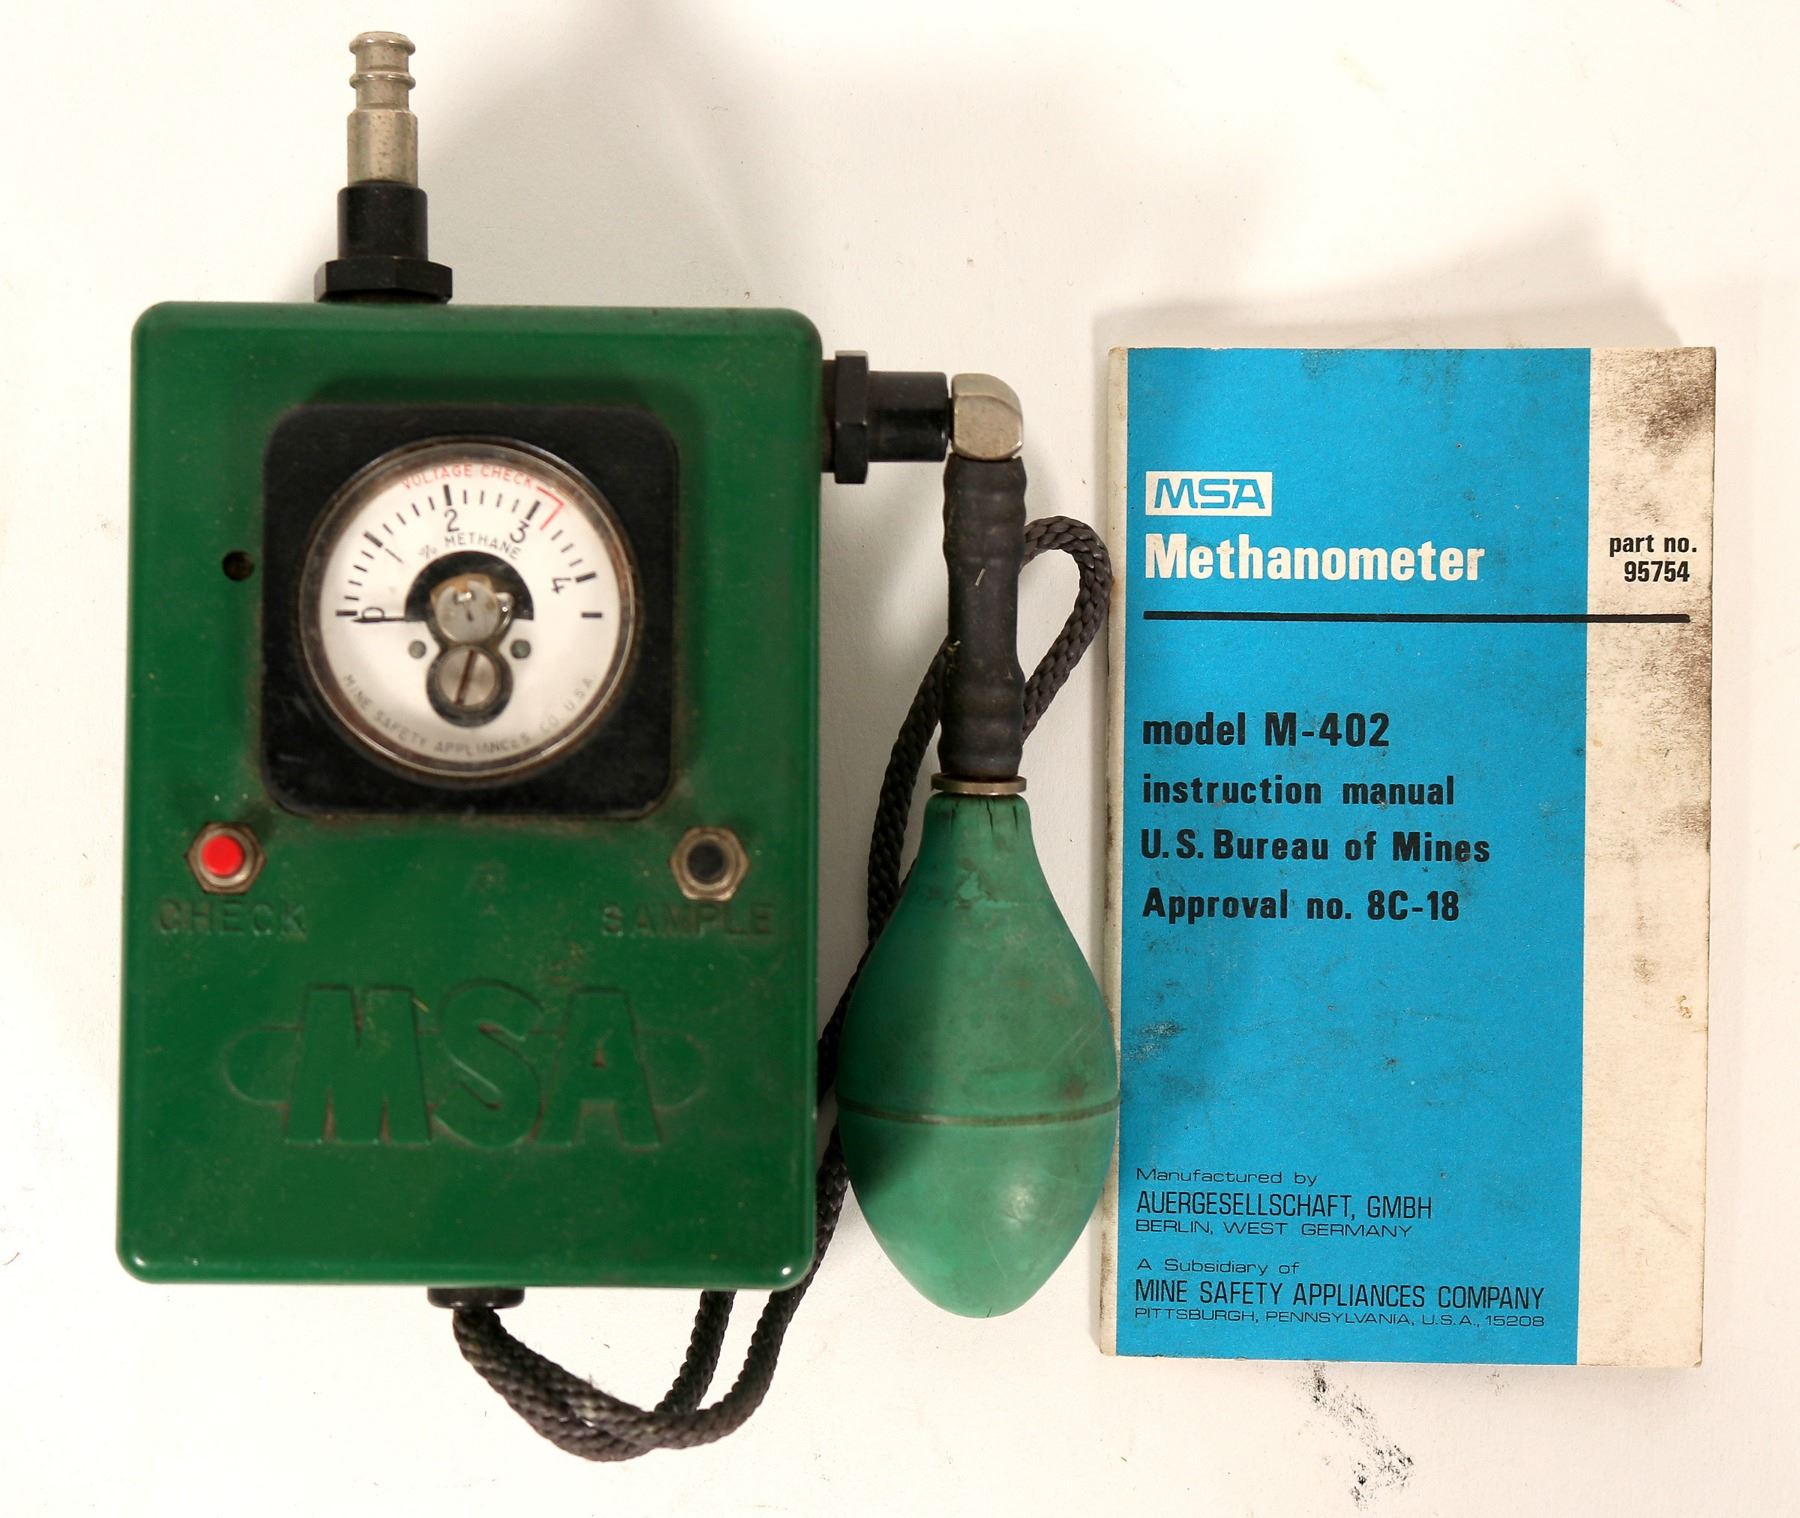 VOLTAGE CHECK
0 1 2 3 4
% METHANE
MINE SAFETY APPLIANCES CO. U.S.A.
CHECK
SAMPLE
MSA
MSA
Methanometer
part no.
95754
model M-402
instruction manual
U.S. Bureau of Mines
Approval no. 8C-18
Manufactured by
AUERGESELLSCHAFT, GMBH
BERLIN, WEST GERMANY
A Subsidiary of
MINE SAFETY APPLIANCES COMPANY
PITTSBURGH, PENNSYLVANIA, U.S.A., 15208